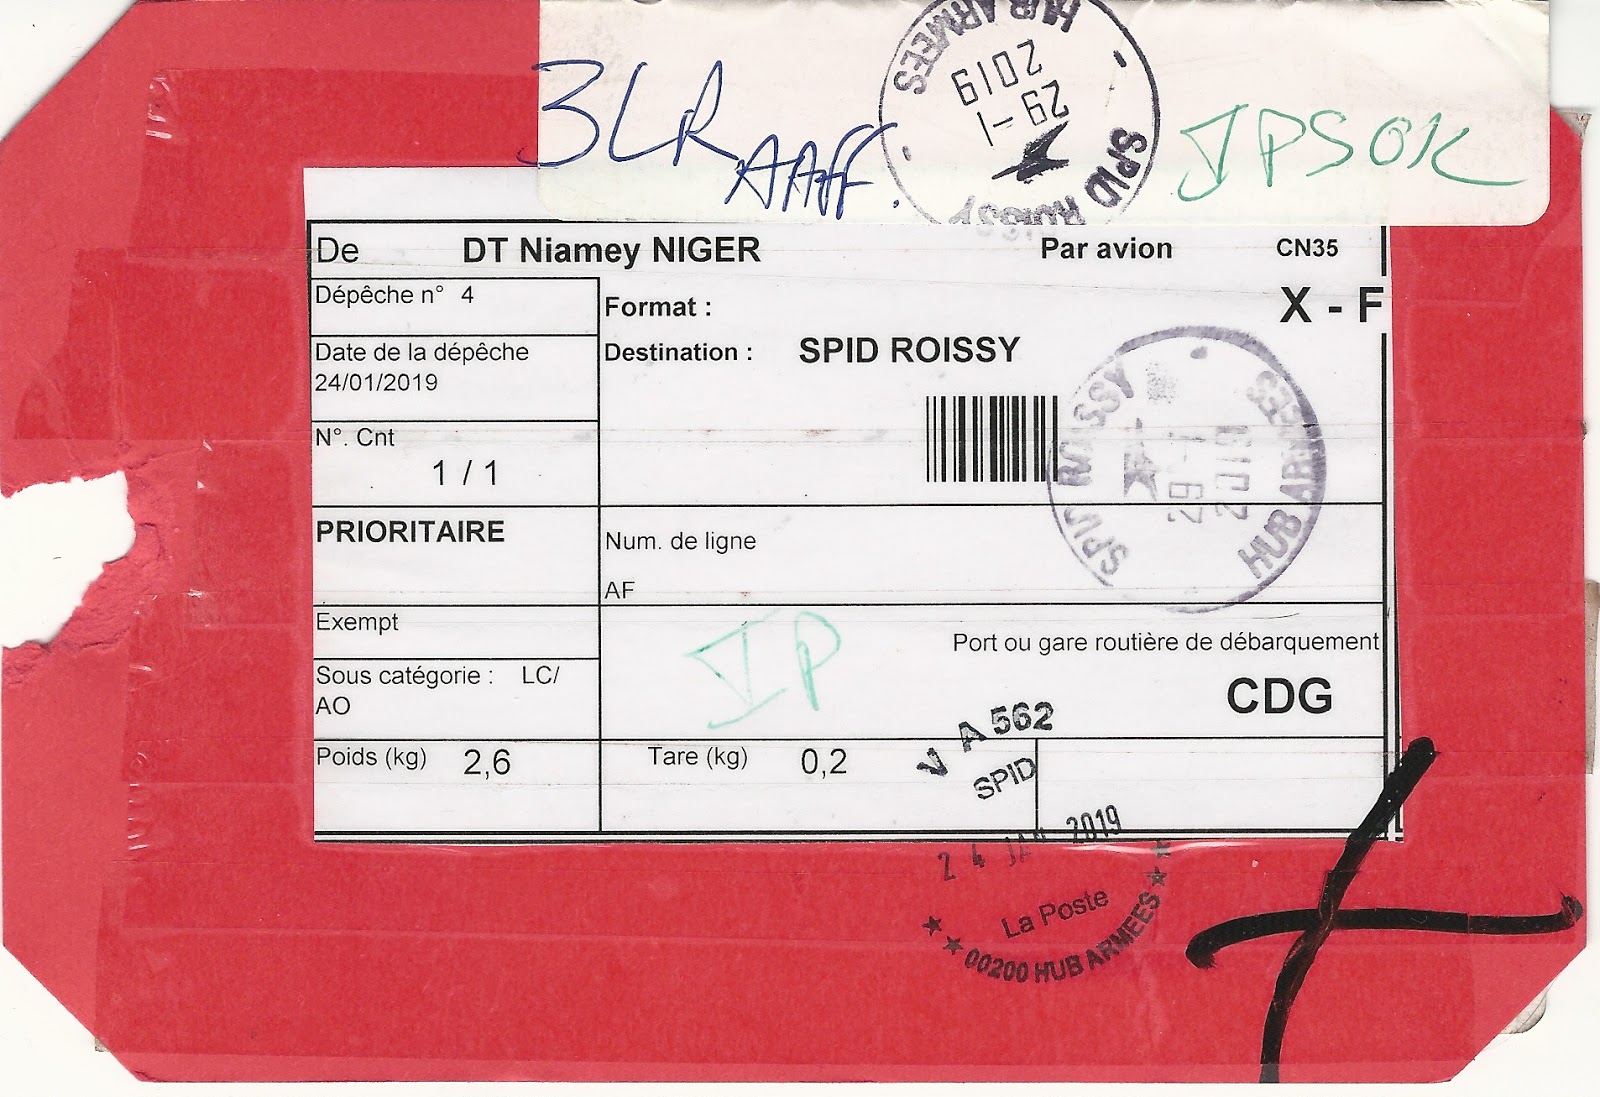 3LR
AAFF.
HUB ARMEES
29 -1
2019
SPID ROISSY
IPSOK
De DT Niamey NIGER Par avion CN35
Dépêche n° 4
Format : X - F
Date de la dépêche
24/01/2019
Destination : SPID ROISSY
N°. Cnt
1 / 1
SPID ROISSY
29 -1
2019
HUB ARMEES
PRIORITAIRE
Num. de ligne
AF
Exempt
IP
Port ou gare routière de débarquement
CDG
Sous catégorie : LC/
AO
Poids (kg) 2,6
Tare (kg) 0,2
V A 562
SPID
24 JAN 2019
La Poste
00200 HUB ARMEES